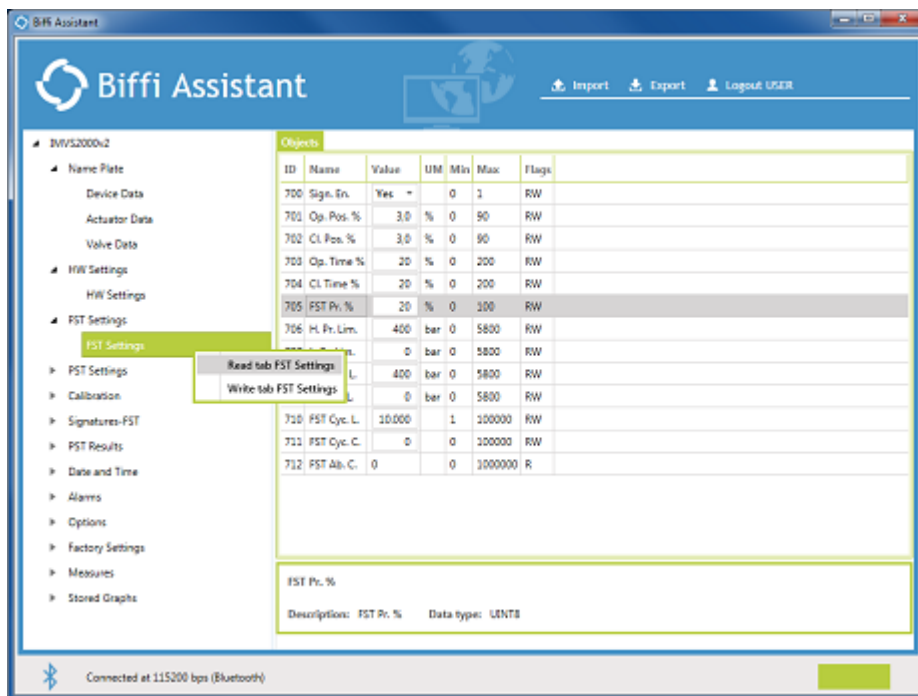 Biffi Assistant
Biffi Assistant
Import Export Logout USER
IMVS2000v2
Name Plate
Device Data
Actuator Data
Valve Data
HW Settings
HW Settings
FST Settings
FST Settings
PST Settings
Calibration
Signatures-FST
PST Results
Date and Time
Alarms
Options
Factory Settings
Measures
Stored Graphs
Read tab FST Settings
Write tab FST Settings
Objects
ID Name Value UM Min Max Flags
700 Sign. En. Yes 0 1 RW
701 Op. Pos. % 3,0 % 0 90 RW
702 Cl. Pos. % 3,0 % 0 90 RW
703 Op. Time % 20 % 0 200 RW
704 Cl. Time % 20 % 0 200 RW
705 FST Pr. % 20 % 0 100 RW
706 H. Pr. Lim. 400 bar 0 5800 RW
0 bar 0 5800 RW
L. 400 bar 0 5800 RW
L. 0 bar 0 5800 RW
710 FST Cyc. L. 10.000 1 100000 RW
711 FST Cyc. C. 0 0 100000 RW
712 FST Ab. C. 0 0 1000000 R
FST Pr. %
Description: FST Pr. % Data type: UINT8
Connected at 115200 bps (Bluetooth)